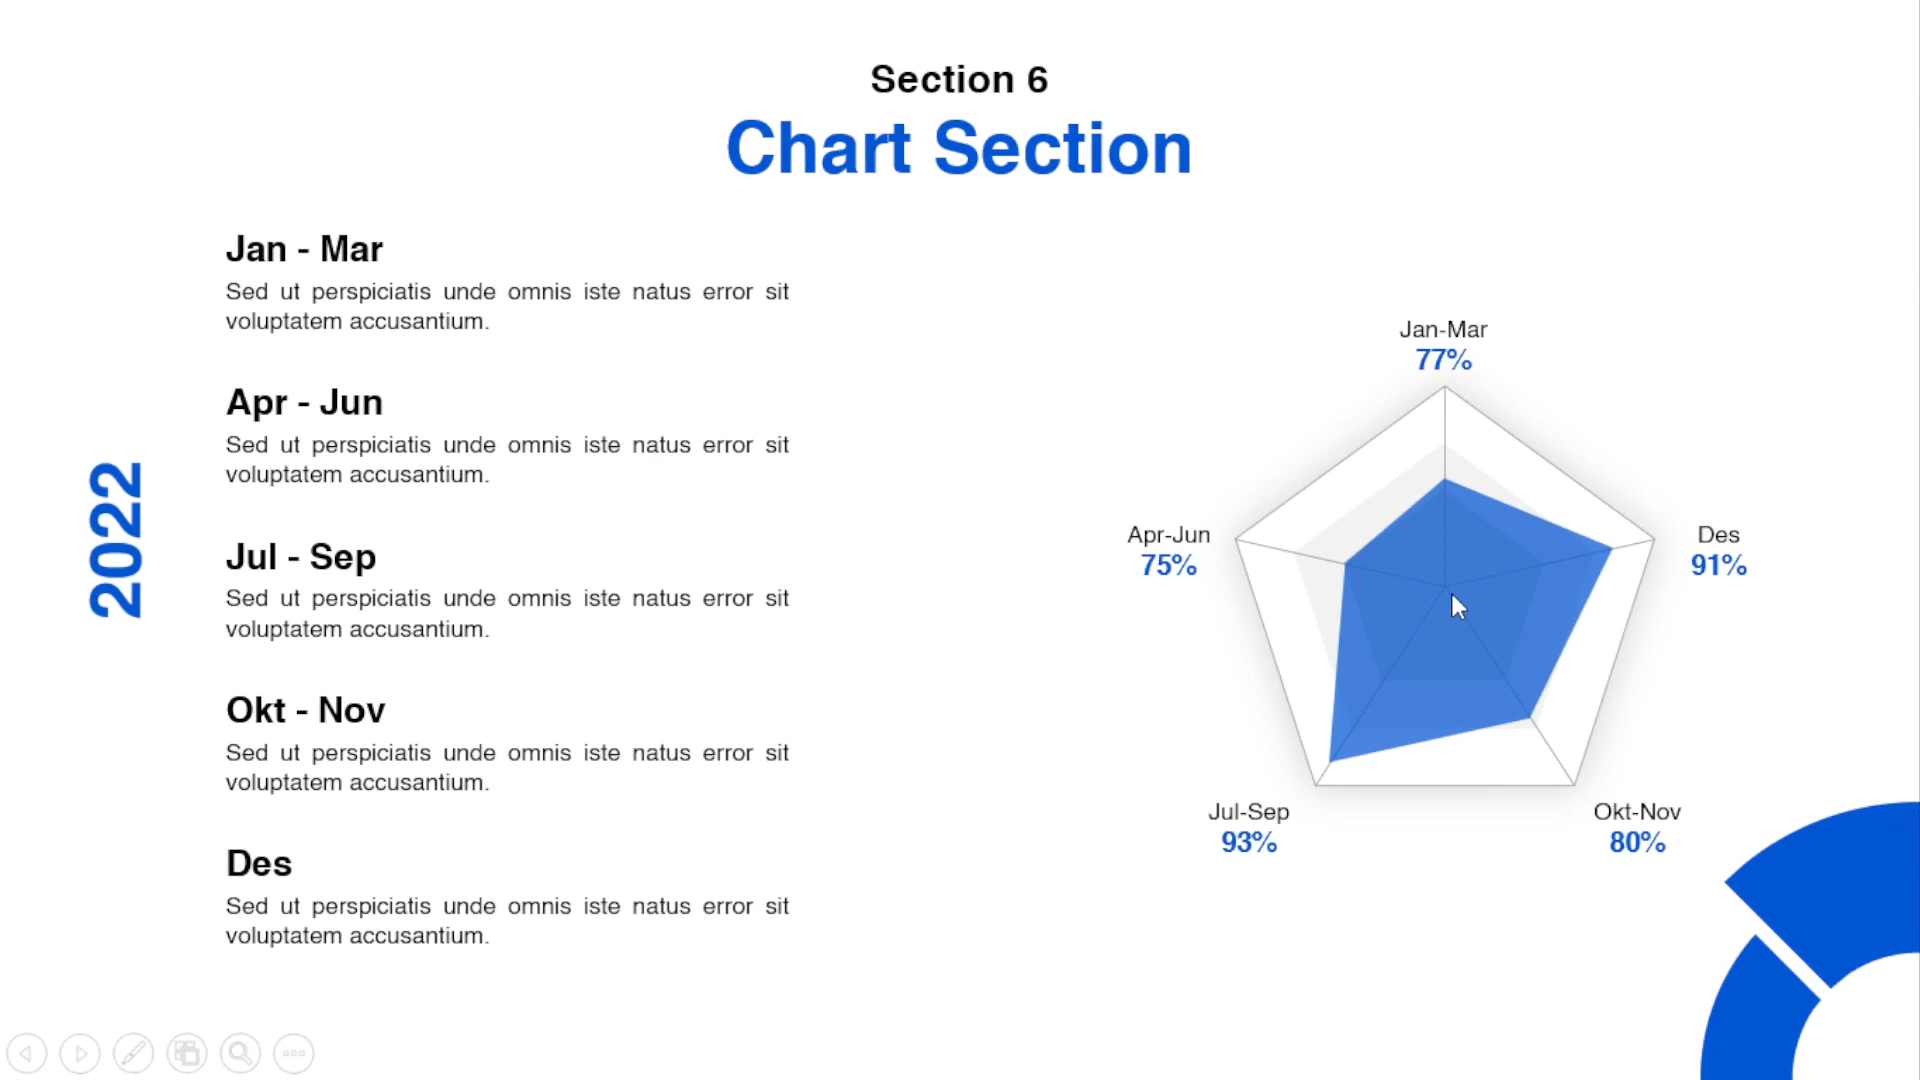 Section 6
Chart Section
2022
Jan - Mar
Sed ut perspiciatis unde omnis iste natus error sit
voluptatem accusantium.
Apr - Jun
Sed ut perspiciatis unde omnis iste natus error sit
voluptatem accusantium.
Jul - Sep
Sed ut perspiciatis unde omnis iste natus error sit
voluptatem accusantium.
Okt - Nov
Sed ut perspiciatis unde omnis iste natus error sit
voluptatem accusantium.
Des
Sed ut perspiciatis unde omnis iste natus error sit
voluptatem accusantium.
Jan-Mar
77%
Apr-Jun
75%
Des
91%
Jul-Sep
93%
Okt-Nov
80%